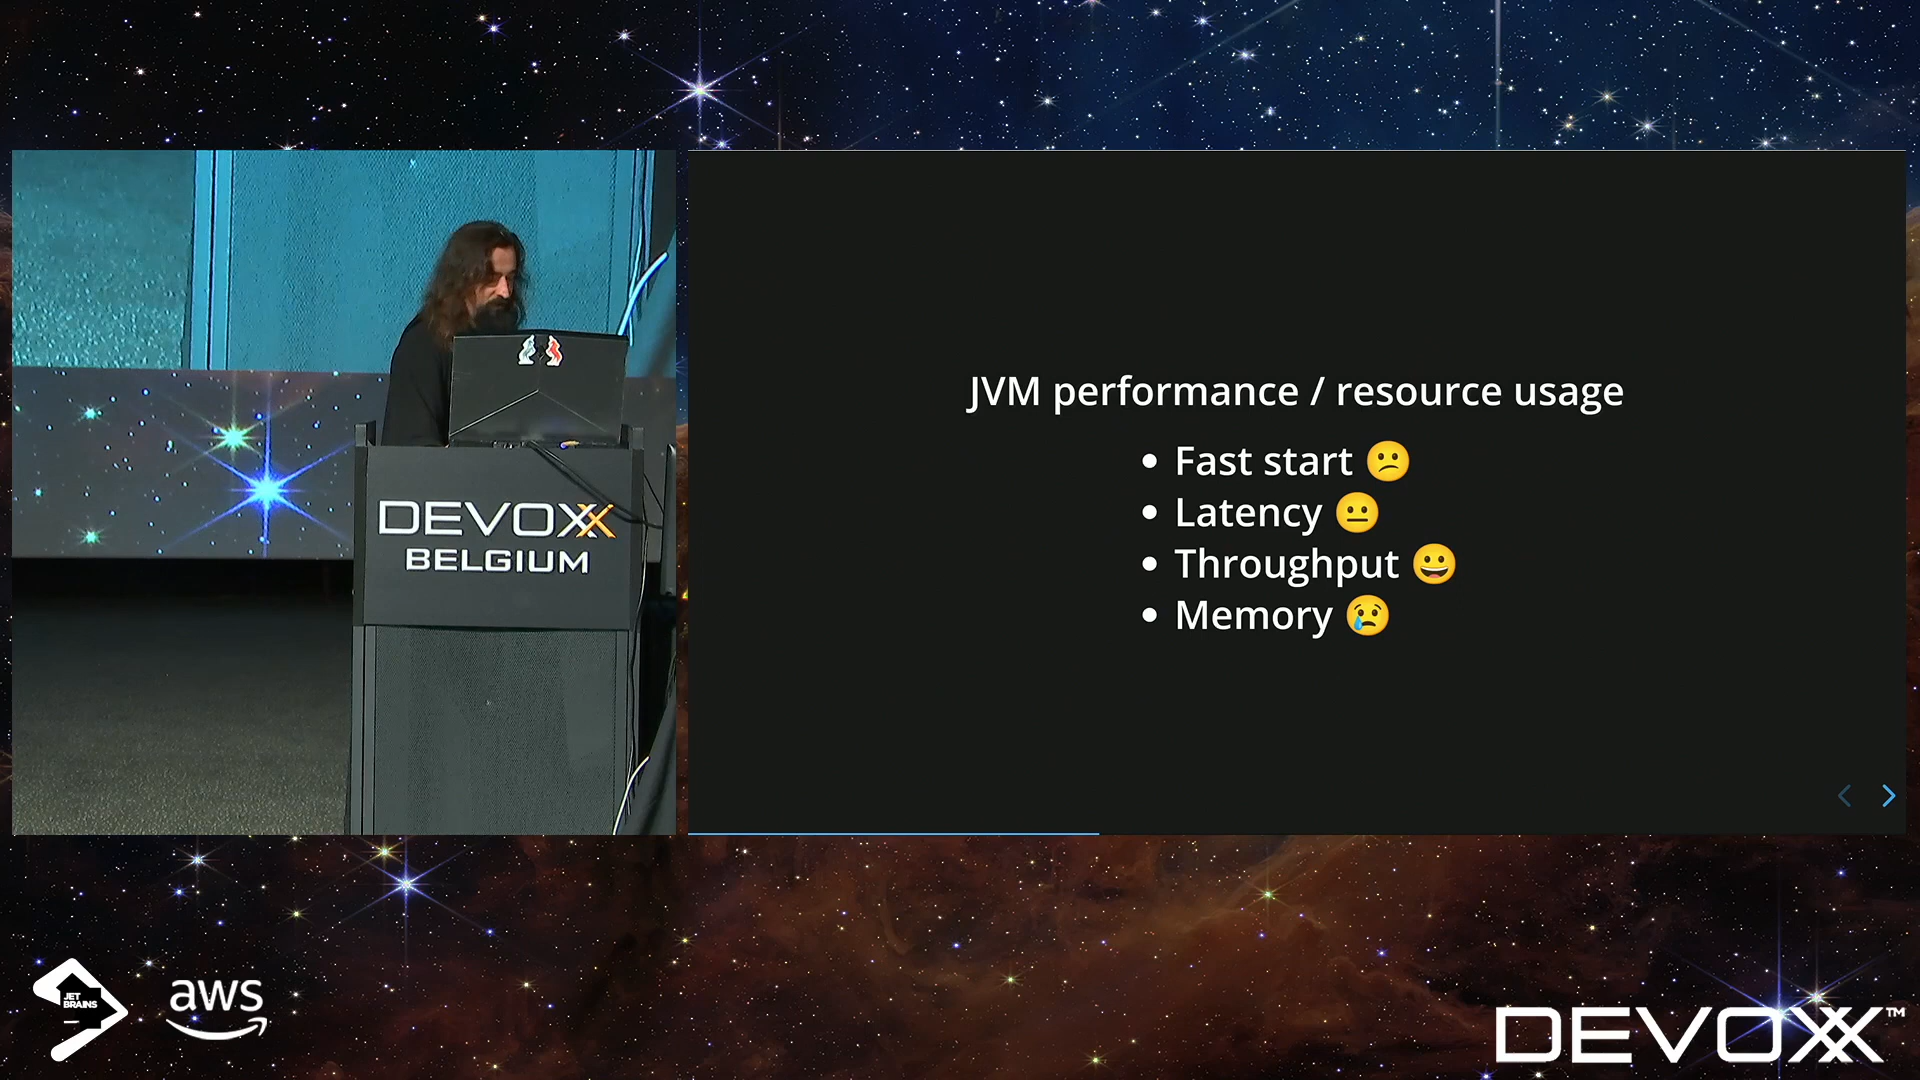 JVM performance / resource usage
• Fast start 😕
• Latency 😐
• Throughput 😀
• Memory 😢
DEVOXX
BELGIUM
JET
BRAINS
aws
DEVOXX™